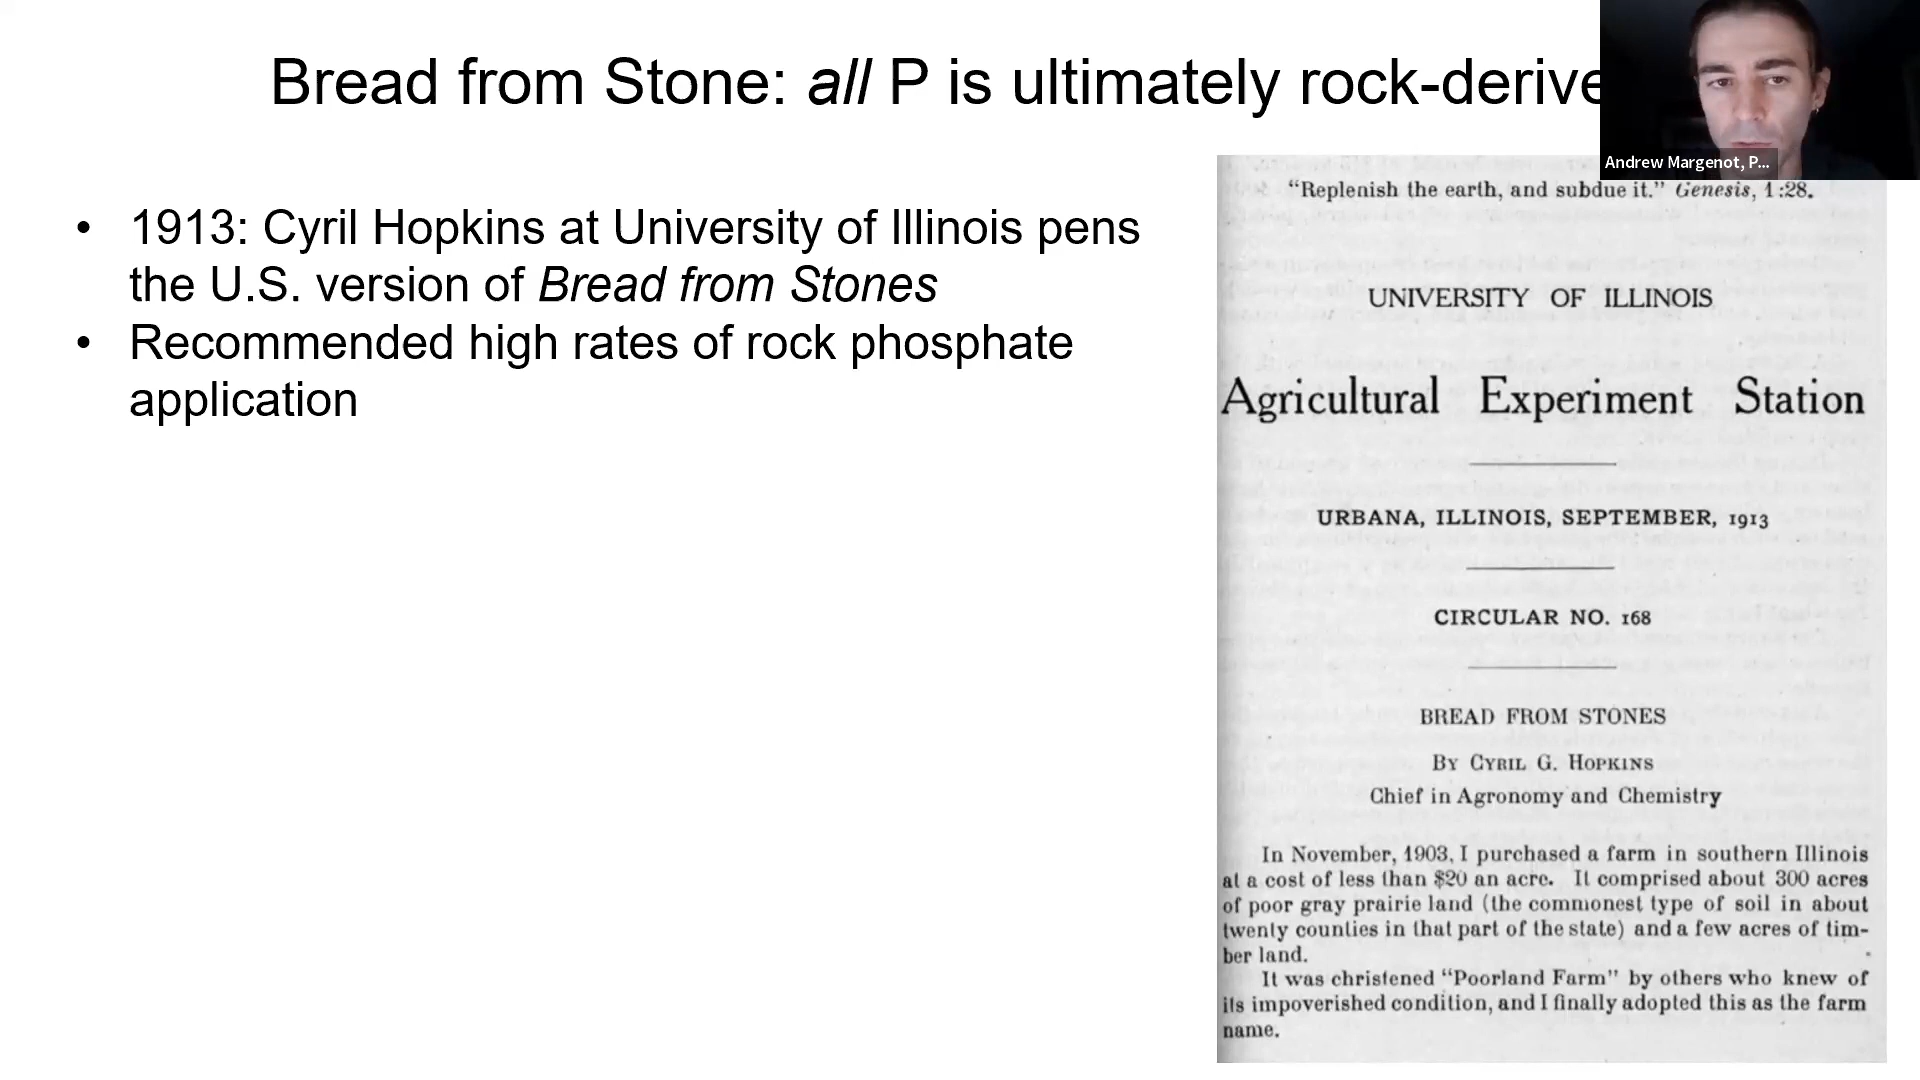 Bread from Stone: all P is ultimately rock-derive
Andrew Margenot, P...
• 1913: Cyril Hopkins at University of Illinois pens
the U.S. version of Bread from Stones
• Recommended high rates of rock phosphate
application
“Replenish the earth, and subdue it.” Genesis, 1:28.
UNIVERSITY OF ILLINOIS
Agricultural Experiment Station
URBANA, ILLINOIS, SEPTEMBER, 1913
CIRCULAR NO. 168
BREAD FROM STONES
By Cyril G. Hopkins
Chief in Agronomy and Chemistry
In November, 1903, I purchased a farm in southern Illinois
at a cost of less than $20 an acre. It comprised about 300 acres
of poor gray prairie land (the commonest type of soil in about
twenty counties in that part of the state) and a few acres of tim-
ber land.
It was christened “Poorland Farm” by others who knew of
its impoverished condition, and I finally adopted this as the farm
name.